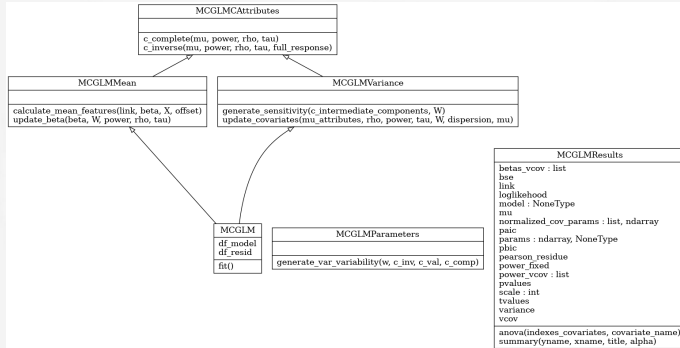 MCGLMCAttributes
c_complete(mu, power, rho, tau)
c_inverse(mu, power, rho, tau, full_response)
MCGLMMean
calculate_mean_features(link, beta, X, offset)
update_beta(beta, W, power, rho, tau)
MCGLMVariance
generate_sensitivity(c_intermediate_components, W)
update_covariates(mu_attributes, rho, power, tau, W, dispersion, mu)
MCGLM
df_model
df_resid
fit()
MCGLMParameters
generate_var_variability(w, c_inv, c_val, c_comp)
MCGLMResults
betas_vcov : list
bse
link
loglikehood
model : NoneType
mu
normalized_cov_params : list, ndarray
paic
params : ndarray, NoneType
pbic
pearson_residue
power_fixed
power_vcov : list
pvalues
scale : int
tvalues
variance
vcov
anova(indexes_covariates, covariate_name)
summary(yname, xname, title, alpha)